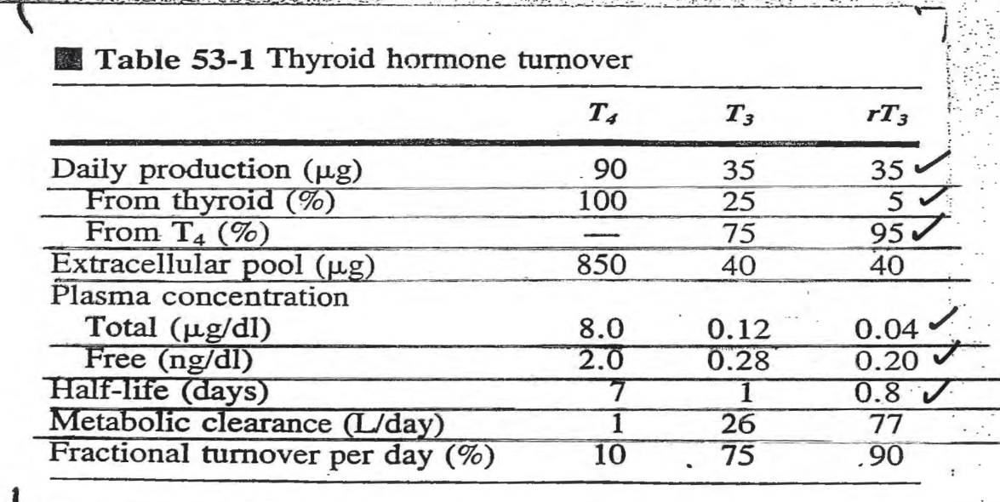 ■ Table 53-1 Thyroid hormone turnover
T₄ T₃ rT₃
Daily production (µg) 90 35 35 ✓
From thyroid (%) 100 25 5 ✓
From T₄ (%) — 75 95 ✓
Extracellular pool (µg) 850 40 40
Plasma concentration
Total (µg/dl) 8.0 0.12 0.04 ✓
Free (ng/dl) 2.0 0.28 0.20 ✓
Half-life (days) 7 1 0.8 ✓
Metabolic clearance (L/day) 1 26 77
Fractional turnover per day (%) 10 75 90